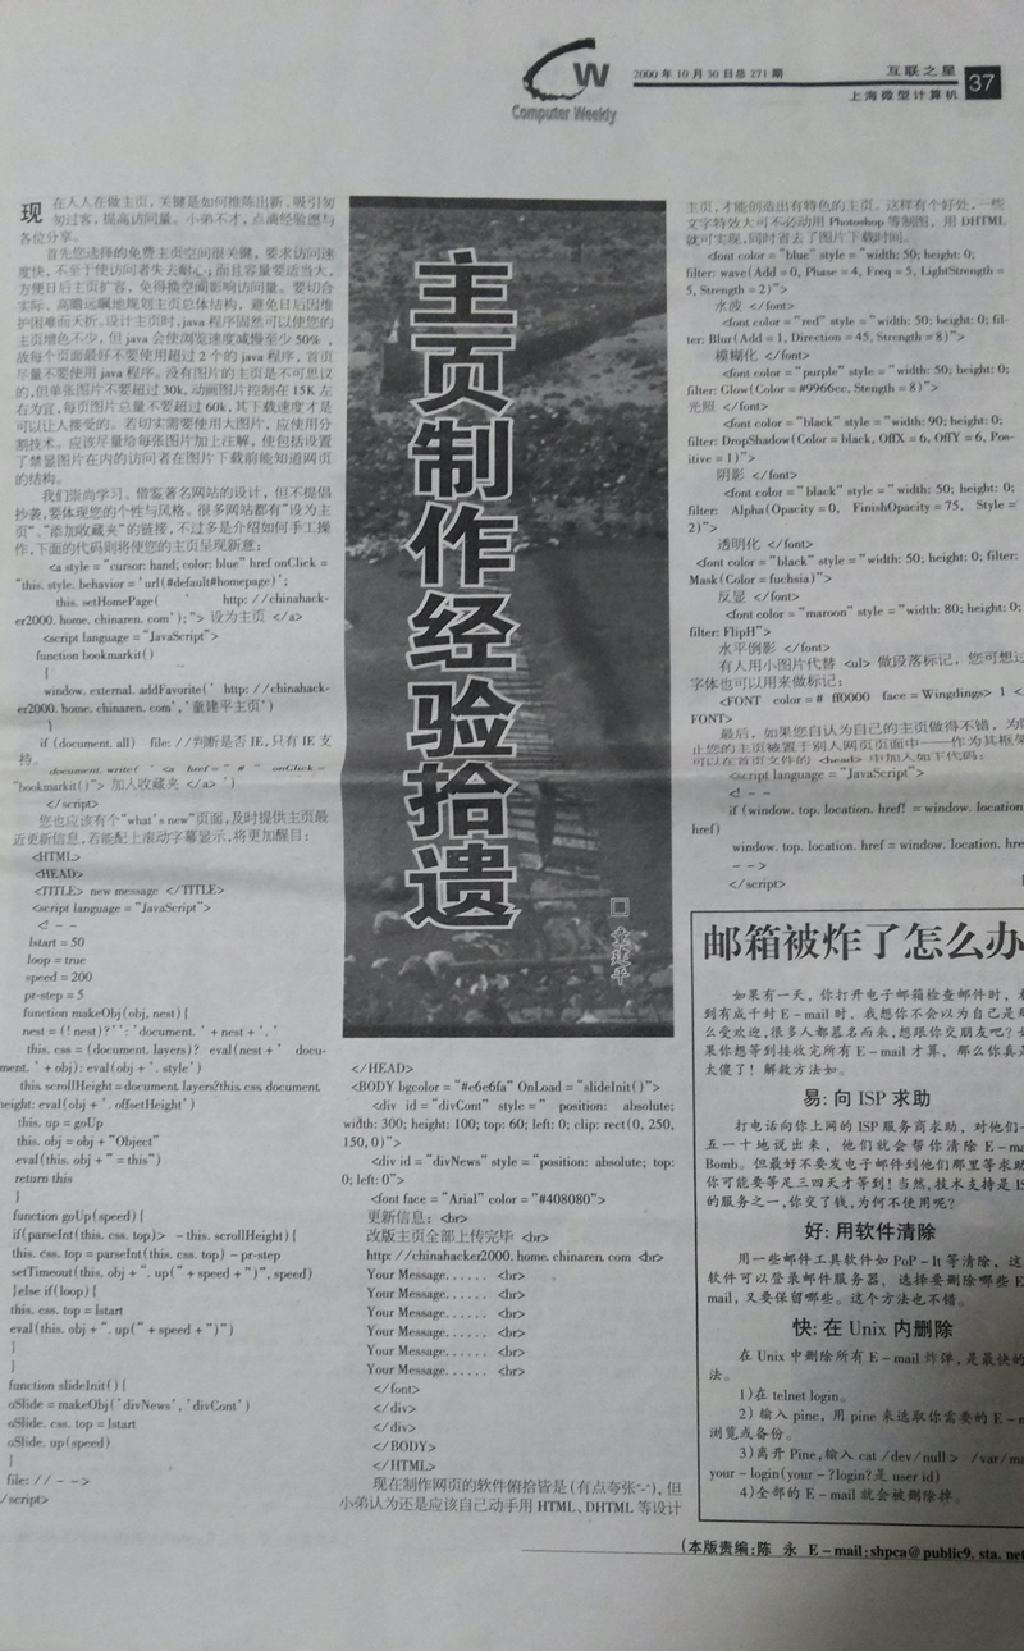 CW
Computer Weekly
2000年10月30日总271期
互联之星
上海微型计算机
37
现在人人在做主页，关键是如何推陈出新、吸引匆
匆过客，提高访问量。小弟不才，点滴经验愿与
各位分享。
首先您选择的免费主页空间很关键，要求访问速
度快，不至于使访问者失去耐心；而且容量要适当大，
方便日后主页扩容，免得换空间影响访问量。要切合
实际，高瞻远瞩地规划主页总体结构，避免日后因维
护困难而夭折。设计主页时，java 程序固然可以使您的
主页增色不少，但 java 会使浏览速度减慢至少 50%，
故每个页面最好不要使用超过 2 个的 java 程序，首页
尽量不要使用 java 程序。没有图片的主页是不可思议
的，但单张图片不要超过 30k，动画图片控制在 15K 左
右为宜，每页图片总量不要超过 60k，其下载速度才是
可以让人接受的。若切实需要使用大图片，应使用分
割技术。应该尽量给每张图片加上注解，使包括设置
了禁显图片在内的访问者在图片下载前能知道网页
的结构。
我们崇尚学习、借鉴著名网站的设计，但不提倡
抄袭，要体现您的个性与风格。很多网站都有"设为主
页"、"添加收藏夹"的链接，不过多是介绍如何手工操
作，下面的代码则将使您的主页呈现新意：
<a style = "cursor: hand; color: blue" href onClick =
"this. style. behavior = 'url(#default#homepage)';
this. setHomePage( ' http: //chinahack-
er2000. home. chinaren. com'); "> 设为主页 </a>
<script language = "JavaScript">
function bookmarkit()
{
window. external. addFavorite(' http: //chinahack-
er2000. home. chinaren. com', '童建平主页')
}
if (document. all) file: //判断是否 IE，只有 IE 支
持。
document. write( ' <a href = " # " onClick =
"bookmarkit()"> 加入收藏夹 </a> ')
</script>
您也应该有个"what's new"页面，及时提供主页最
近更新信息，若能配上滚动字幕显示，将更加醒目：
<HTML>
<HEAD>
<TITLE> new message </TITLE>
<script language = "JavaScript">
<! - -
lstart = 50
loop = true
speed = 200
pr-step = 5
function makeObj(obj, nest){
nest = (! nest)?'': 'document. ' + nest + '. '
this. css = (document. layers)? eval(nest + ' docu-
ment. ' + obj): eval(obj + '. style')
this. scrollHeight = document. layers?this. css. document.
height: eval(obj + '. offsetHeight')
this. up = goUp
this. obj = obj + "Object"
eval(this. obj + " = this")
return this
}
function goUp(speed){
if(parseInt(this. css. top)> - this. scrollHeight){
this. css. top = parseInt(this. css. top) - pr-step
setTimeout(this. obj + ". up(" + speed + ")", speed)
}else if(loop){
this. css. top = lstart
eval(this. obj + ". up(" + speed + ")")
}
}
function slideInit(){
oSlide = makeObj('divNews', 'divCont')
oSlide. css. top = lstart
oSlide. up(speed)
}
file: // - - >
/script>
主页制作经验拾遗
□ 童建平
</HEAD>
<BODY bgcolor = "#e6e6fa" OnLoad = "slideInit()">
<div id = "divCont" style = " position: absolute;
width: 300; height: 100; top: 60; left: 0; clip: rect(0, 250,
150, 0)">
<div id = "divNews" style = "position: absolute; top:
0; left: 0">
<font face = "Arial" color = "#408080">
更新信息：<br>
改版主页全部上传完毕 <br>
http: //chinahacker2000. home. chinaren. com <br>
Your Message...... <br>
Your Message...... <br>
Your Message...... <br>
Your Message...... <br>
Your Message...... <br>
Your Message...... <br>
</font>
</div>
</div>
</BODY>
</HTML>
现在制作网页的软件俯拾皆是(有点夸张^-^)，但
小弟认为还是应该自己动手用 HTML、DHTML 等设计
主页，才能创造出有特色的主页。这样有个好处，一些
文字特效大可不必动用 Photoshop 等制图，用 DHTML
就可实现，同时省去了图片下载时间。
<font color = "blue" style = "width: 50; height: 0;
filter: wave(Add = 0, Phase = 4, Freq = 5, LightStrength =
5, Strength = 2)">
水波 </font>
<font color = "red" style = "width: 50; height: 0; fil-
ter: Blur(Add = 1, Direction = 45, Strength = 8)">
模糊化 </font>
<font color = "purple" style = "width: 50; height: 0;
filter: Glow(Color = #9966cc, Stength = 8)">
光照 </font>
<font color = "black" style = "width: 90; height: 0;
filter: DropShadow(Color = black, OffX = 6, OffY = 6, Pos-
itive = 1)">
阴影 </font>
<font color = "black" style = "width: 50; height: 0;
filter: Alpha(Opacity = 0, FinishOpacity = 75, Style =
2)">
透明化 </font>
<font color = "black" style = "width: 50; height: 0; filter:
Mask(Color = fuchsia)">
反显 </font>
<font color = "maroon" style = "width: 80; height: 0;
filter: FlipH">
水平倒影 </font>
有人用小图片代替 <ul> 做段落标记，您可想过
字体也可以用来做标记：
<FONT color = # ff0000 face = Wingdings> 1 <
FONT>
最后，如果您自认为自己的主页做得不错，为防
止您的主页被置于别人网页页面中——作为其框架
可以在首页文件的 <head> 中加入如下代码：
<script language = "JavaScript">
<! - -
if (window. top. location. href! = window. location
href)
window. top. location. href = window. location. hre
- - >
</script>
邮箱被炸了怎么办
如果有一天，你打开电子邮箱检查邮件时，
到有成千封 E-mail 时，我想你不会以为自己是
么受欢迎，很多人都慕名而来，想跟你交朋友吧？
果你想等到接收完所有 E-mail 才算，那么你真
太傻了！解救方法如。
易：向 ISP 求助
打电话向你上网的 ISP 服务商求助，对他们一
五一十地说出来，他们就会帮你清除 E-ma
Bomb。但最好不要发电子邮件到他们那里等求助
你可能要等足三四天才等到！当然，技术支持是 IS
的服务之一，你交了钱，为何不使用呢？
好：用软件清除
用一些邮件工具软件如 PoP-It 等清除，这
软件可以登录邮件服务器，选择要删除哪些 E
mail，又要保留哪些。这个方法也不错。
快：在 Unix 内删除
在 Unix 中删除所有 E-mail 炸弹，是最快的
法。
1)在 telnet login。
2)输入 pine，用 pine 来选取你需要的 E-m
浏览或备份。
3)离开 Pine，输入 cat /dev/null > /var/ma
your-login(your-?login?是 user id)
4)全部的 E-mail 就会被删除掉。
(本版责编：陈 永 E-mail: shpca@public9. sta. net